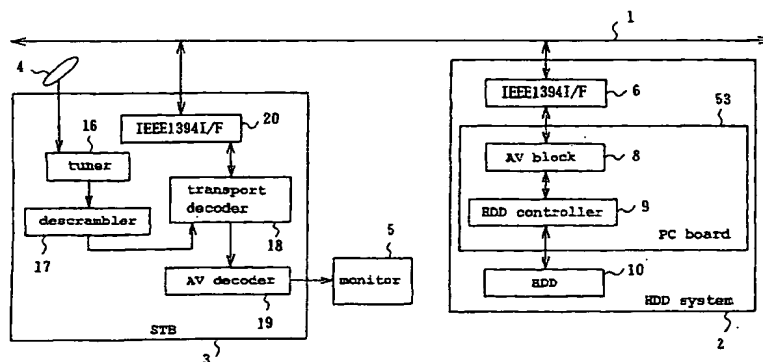 1
4
16
tuner
descrambler
17
IEEE1394I/F
20
transport
decoder
18
AV decoder
19
STB
3
5
monitor
IEEE1394I/F
6
53
AV block
8
HDD controller
9
PC board
HDD
10
HDD system
2